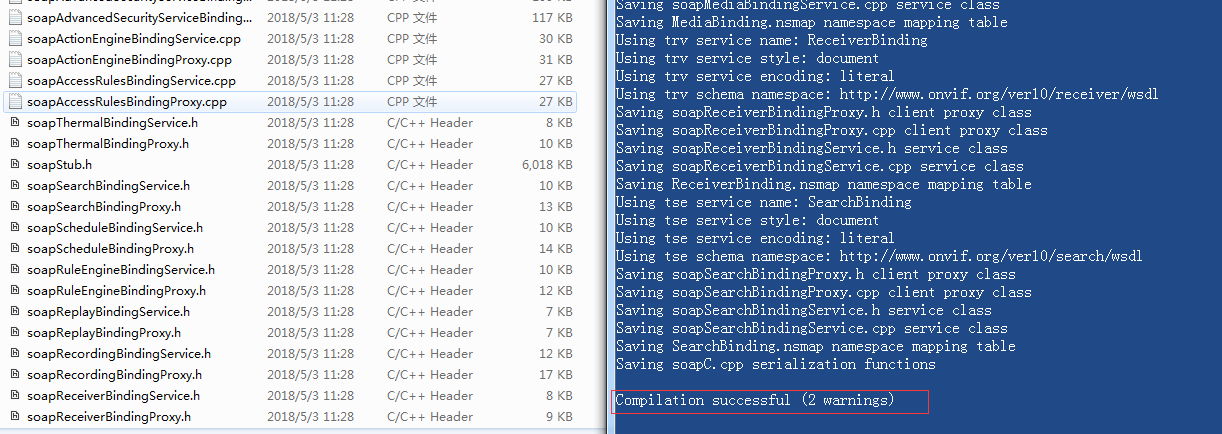 soapAdvancedSecurityServiceBinding... 2018/5/3 11:28 CPP 文件 117 KB
soapActionEngineBindingService.cpp 2018/5/3 11:28 CPP 文件 30 KB
soapActionEngineBindingProxy.cpp 2018/5/3 11:28 CPP 文件 31 KB
soapAccessRulesBindingService.cpp 2018/5/3 11:28 CPP 文件 27 KB
soapAccessRulesBindingProxy.cpp 2018/5/3 11:28 CPP 文件 27 KB
soapThermalBindingService.h 2018/5/3 11:28 C/C++ Header 8 KB
soapThermalBindingProxy.h 2018/5/3 11:28 C/C++ Header 10 KB
soapStub.h 2018/5/3 11:28 C/C++ Header 6,018 KB
soapSearchBindingService.h 2018/5/3 11:28 C/C++ Header 10 KB
soapSearchBindingProxy.h 2018/5/3 11:28 C/C++ Header 13 KB
soapScheduleBindingService.h 2018/5/3 11:28 C/C++ Header 10 KB
soapScheduleBindingProxy.h 2018/5/3 11:28 C/C++ Header 14 KB
soapRuleEngineBindingService.h 2018/5/3 11:28 C/C++ Header 10 KB
soapRuleEngineBindingProxy.h 2018/5/3 11:28 C/C++ Header 12 KB
soapReplayBindingService.h 2018/5/3 11:28 C/C++ Header 7 KB
soapReplayBindingProxy.h 2018/5/3 11:28 C/C++ Header 7 KB
soapRecordingBindingService.h 2018/5/3 11:28 C/C++ Header 12 KB
soapRecordingBindingProxy.h 2018/5/3 11:28 C/C++ Header 17 KB
soapReceiverBindingService.h 2018/5/3 11:28 C/C++ Header 8 KB
soapReceiverBindingProxy.h 2018/5/3 11:28 C/C++ Header 9 KB
Saving soapMediaBindingService.cpp service class
Saving MediaBinding.nsmap namespace mapping table
Using trv service name: ReceiverBinding
Using trv service style: document
Using trv service encoding: literal
Using trv schema namespace: http://www.onvif.org/ver10/receiver/wsdl
Saving soapReceiverBindingProxy.h client proxy class
Saving soapReceiverBindingProxy.cpp client proxy class
Saving soapReceiverBindingService.h service class
Saving soapReceiverBindingService.cpp service class
Saving ReceiverBinding.nsmap namespace mapping table
Using tse service name: SearchBinding
Using tse service style: document
Using tse service encoding: literal
Using tse schema namespace: http://www.onvif.org/ver10/search/wsdl
Saving soapSearchBindingProxy.h client proxy class
Saving soapSearchBindingProxy.cpp client proxy class
Saving soapSearchBindingService.h service class
Saving soapSearchBindingService.cpp service class
Saving SearchBinding.nsmap namespace mapping table
Saving soapC.cpp serialization functions
Compilation successful (2 warnings)